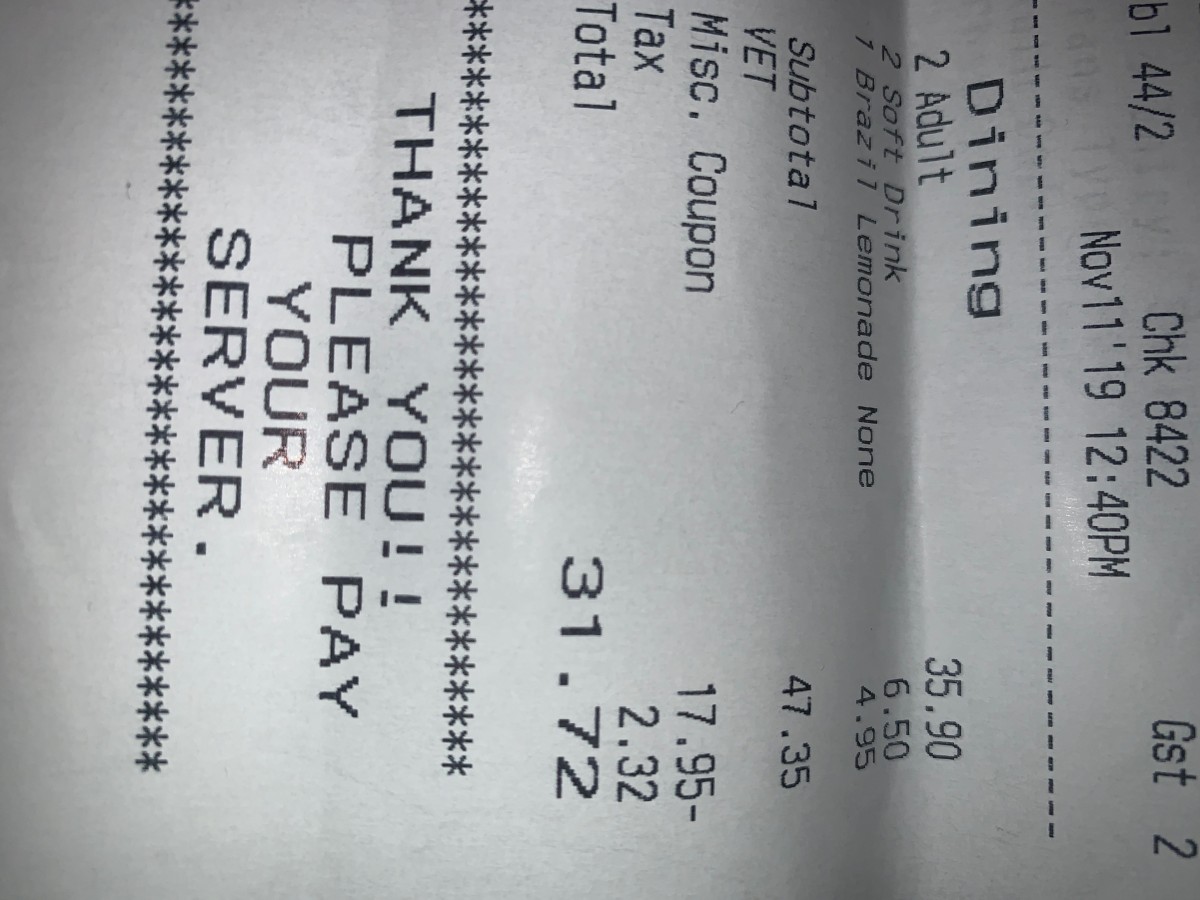 bl 44/2 Chk 8422 Gst 2
Nov11'19 12:40PM
----------------------------------------
Dining
2 Adult 35.90
2 Soft Drink 6.50
1 Brazil Lemonade None 4.95
Subtotal 47.35
VET
Misc. Coupon 17.95-
Tax 2.32
Total 31.72
********************************
THANK YOU!!
PLEASE PAY
YOUR
SERVER.
********************************